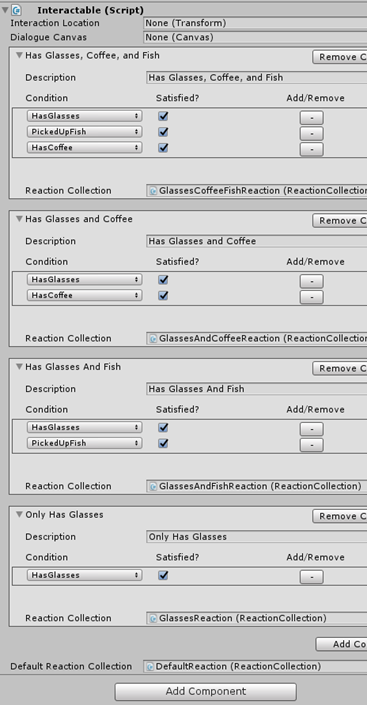 Interactable (Script)
Interaction Location None (Transform)
Dialogue Canvas None (Canvas)
Has Glasses, Coffee, and Fish Remove C
Description Has Glasses, Coffee, and Fish
Condition Satisfied? Add/Remove
HasGlasses -
PickedUpFish -
HasCoffee -
Reaction Collection GlassesCoffeeFishReaction (ReactionCollection
Has Glasses and Coffee Remove C
Description Has Glasses and Coffee
Condition Satisfied? Add/Remove
HasGlasses -
HasCoffee -
Reaction Collection GlassesAndCoffeeReaction (ReactionCollection
Has Glasses And Fish Remove C
Description Has Glasses And Fish
Condition Satisfied? Add/Remove
HasGlasses -
PickedUpFish -
Reaction Collection GlassesAndFishReaction (ReactionCollection)
Only Has Glasses Remove C
Description Only Has Glasses
Condition Satisfied? Add/Remove
HasGlasses -
Reaction Collection GlassesReaction (ReactionCollection)
Add Co
Default Reaction Collection DefaultReaction (ReactionCollection)
Add Component